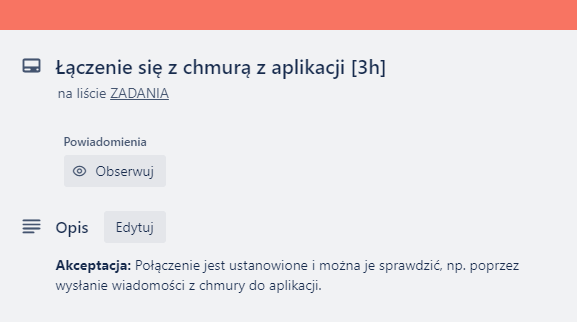 Łączenie się z chmurą z aplikacji [3h]
na liście ZADANIA
Powiadomienia
Obserwuj
Opis Edytuj
Akceptacja: Połączenie jest ustanowione i można je sprawdzić, np. poprzez
wysłanie wiadomości z chmury do aplikacji.